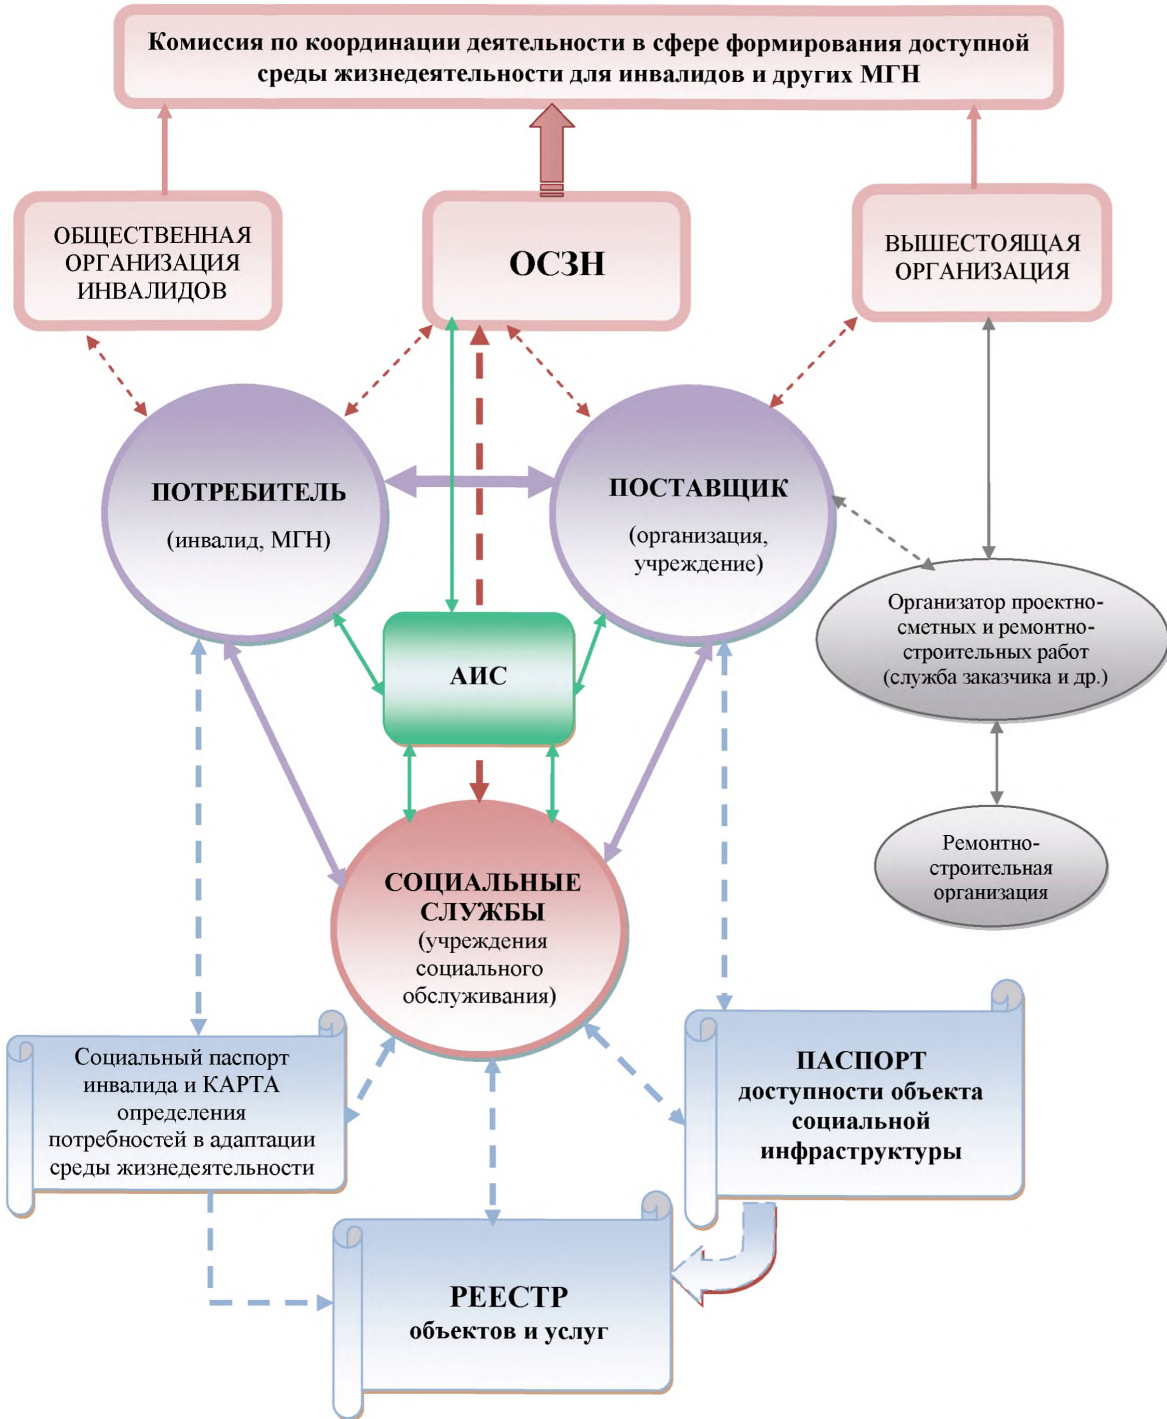 Комиссия по координации деятельности в сфере формирования доступной
среды жизнедеятельности для инвалидов и других МГН
ОБЩЕСТВЕННАЯ
ОРГАНИЗАЦИЯ
ИНВАЛИДОВ
ОСЗН
ВЫШЕСТОЯЩАЯ
ОРГАНИЗАЦИЯ
ПОТРЕБИТЕЛЬ
(инвалид, МГН)
ПОСТАВЩИК
(организация,
учреждение)
АИС
Организатор проектно-
сметных и ремонтно-
строительных работ
(служба заказчика и др.)
Ремонтно-
строительная
организация
СОЦИАЛЬНЫЕ
СЛУЖБЫ
(учреждения
социального
обслуживания)
Социальный паспорт
инвалида и КАРТА
определения
потребностей в адаптации
среды жизнедеятельности
ПАСПОРТ
доступности объекта
социальной
инфраструктуры
РЕЕСТР
объектов и услуг